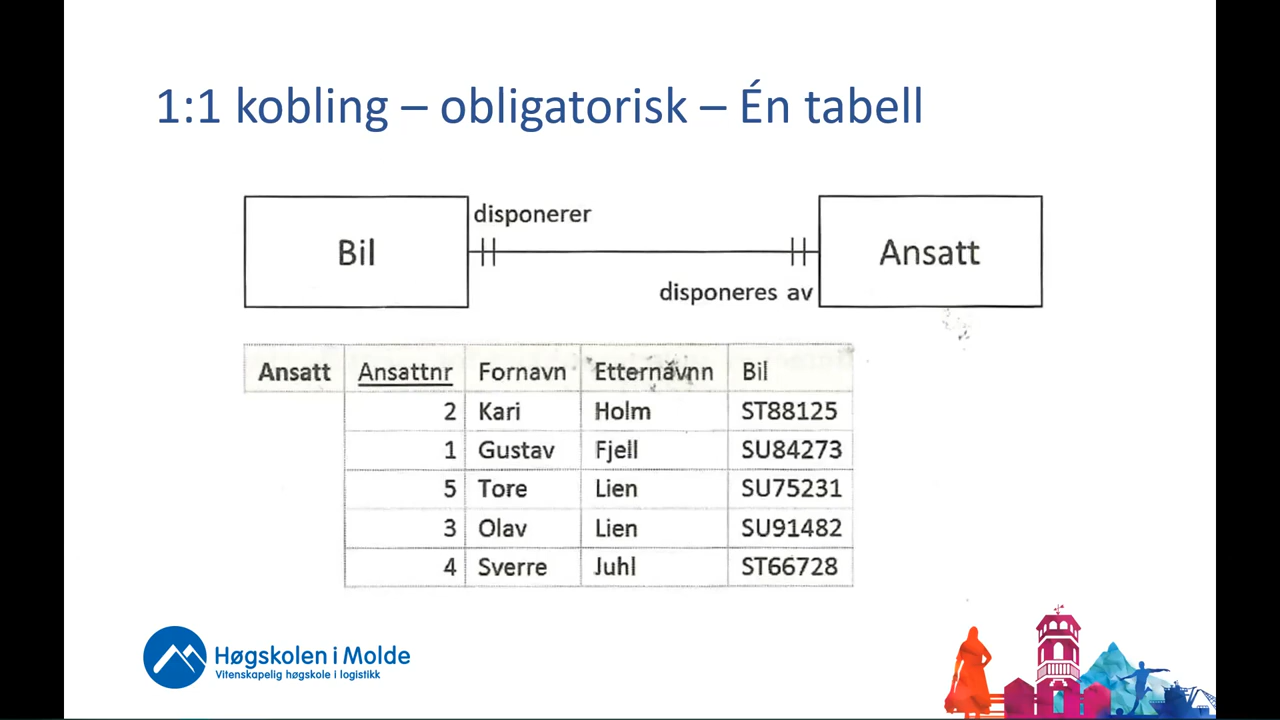 1:1 kobling – obligatorisk – Én tabell
disponerer
Bil
Ansatt
disponeres av
Ansatt Ansattnr Fornavn Etternavnn Bil
2 Kari Holm ST88125
1 Gustav Fjell SU84273
5 Tore Lien SU75231
3 Olav Lien SU91482
4 Sverre Juhl ST66728
Høgskolen i Molde
Vitenskapelig høgskole i logistikk